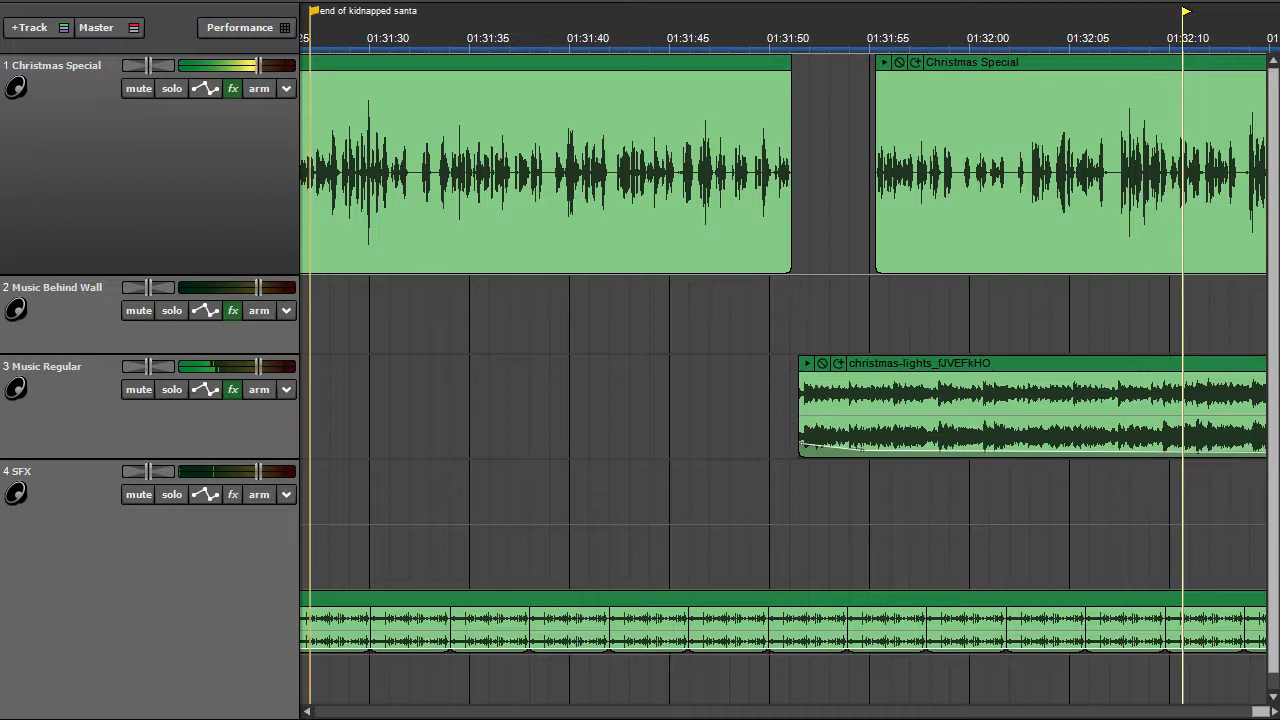 end of kidnapped santa
+Track Master Performance
25 01:31:30 01:31:35 01:31:40 01:31:45 01:31:50 01:31:55 01:32:00 01:32:05 01:32:10 01
1 Christmas Special
mute solo fx arm
Christmas Special
2 Music Behind Wall
mute solo fx arm
3 Music Regular
mute solo fx arm
christmas-lights_fJVEFkHO
4 SFX
mute solo fx arm